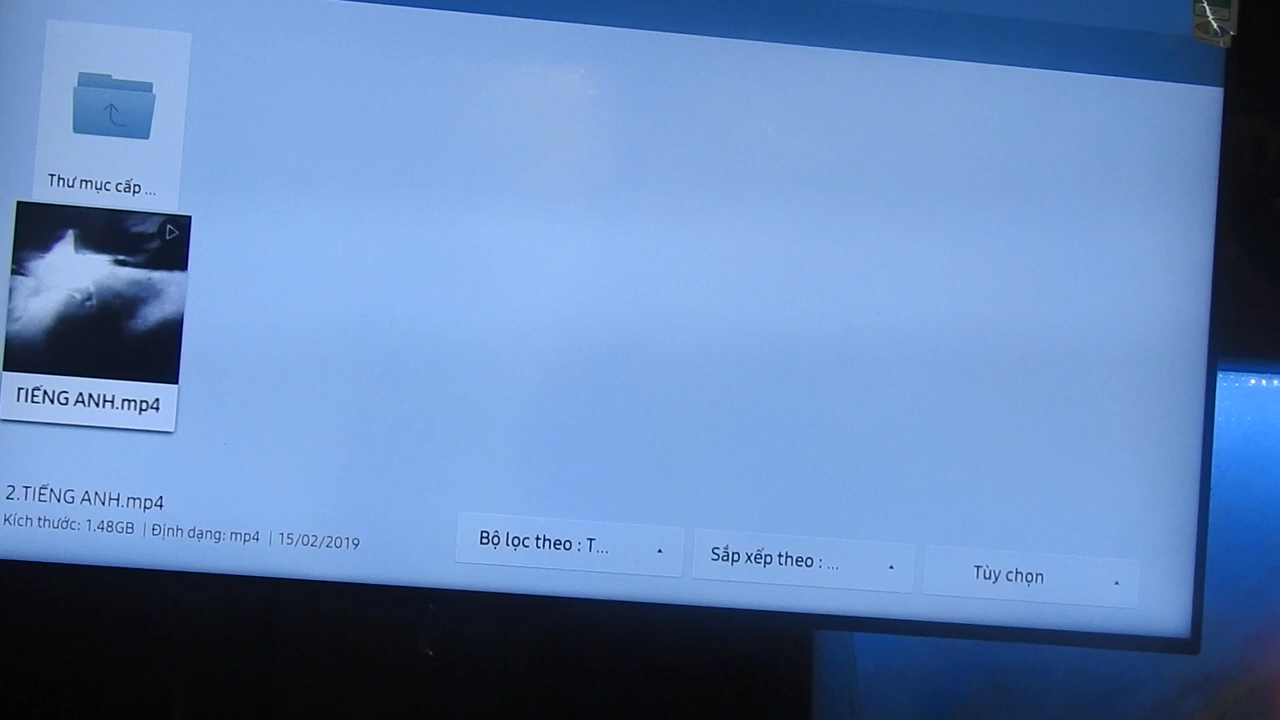 Thư mục cấp ...
TIẾNG ANH.mp4
2.TIẾNG ANH.mp4
Kích thước: 1.48GB | Định dạng: mp4 | 15/02/2019
Bộ lọc theo : T...
Sắp xếp theo : ...
Tùy chọn